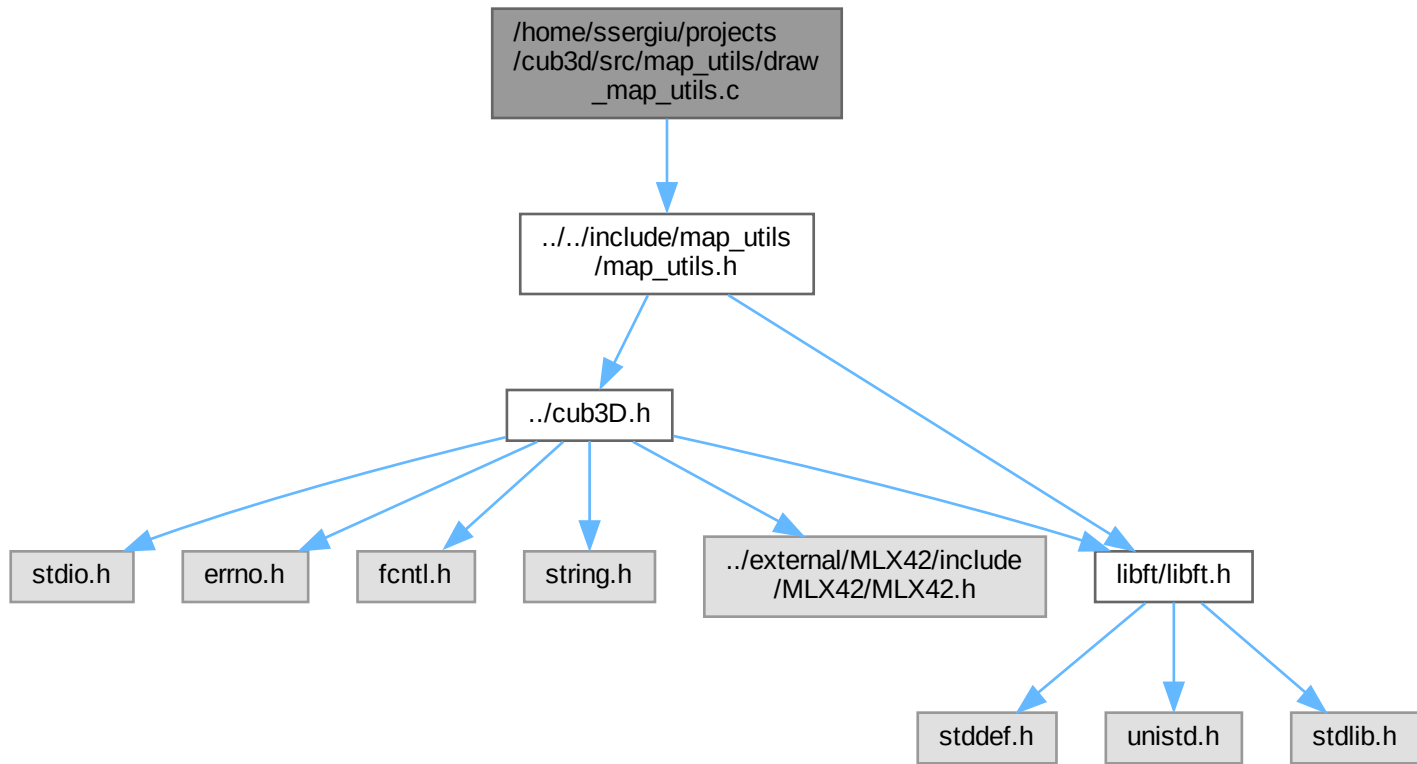 /home/ssergiu/projects
/cub3d/src/map_utils/draw
_map_utils.c
../../include/map_utils
/map_utils.h
../cub3D.h
stdio.h
errno.h
fcntl.h
string.h
../external/MLX42/include
/MLX42/MLX42.h
libft/libft.h
stddef.h
unistd.h
stdlib.h